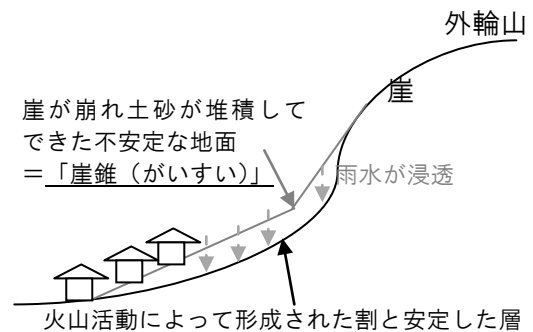 外輪山
崖
崖が崩れ土砂が堆積して
できた不安定な地面
＝「崖錐（がいすい）」
雨水が浸透
火山活動によって形成された割と安定した層